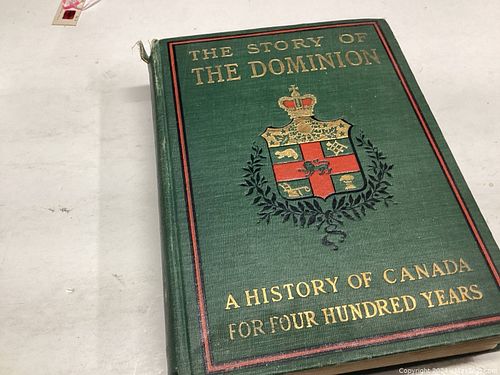 THE STORY OF
THE DOMINION
A HISTORY OF CANADA
FOR FOUR HUNDRED YEARS